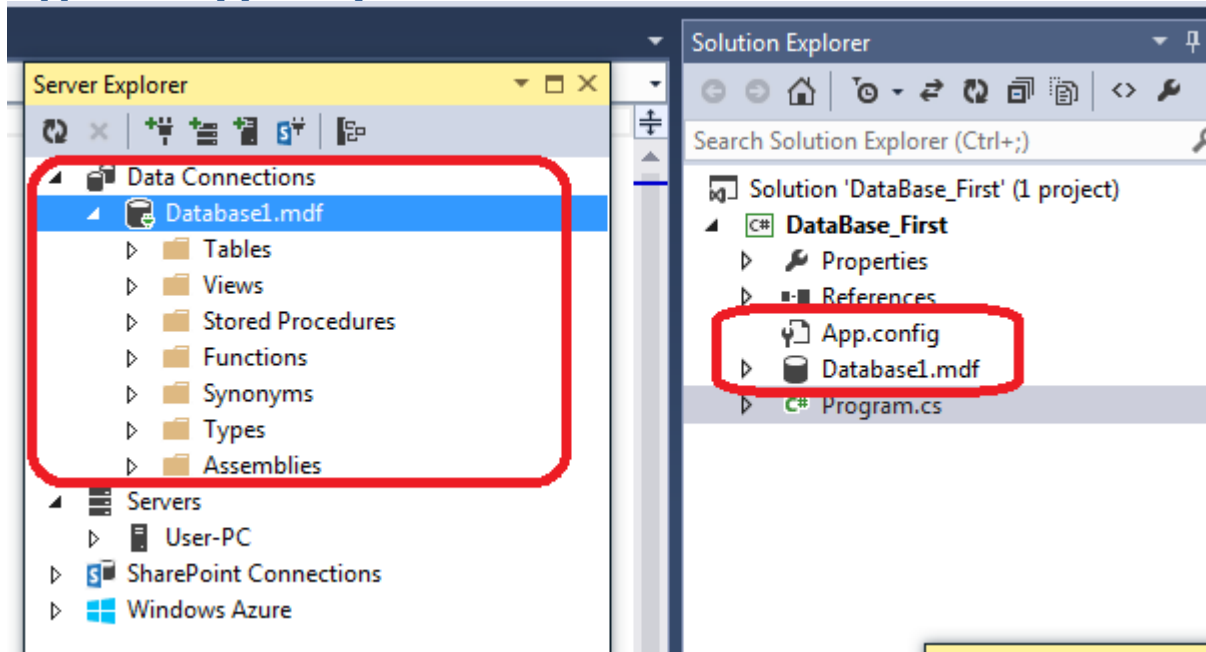 Server Explorer
Data Connections
Database1.mdf
Tables
Views
Stored Procedures
Functions
Synonyms
Types
Assemblies
Servers
User-PC
SharePoint Connections
Windows Azure
Solution Explorer
Search Solution Explorer (Ctrl+;)
Solution 'DataBase_First' (1 project)
C# DataBase_First
Properties
References
App.config
Database1.mdf
C# Program.cs